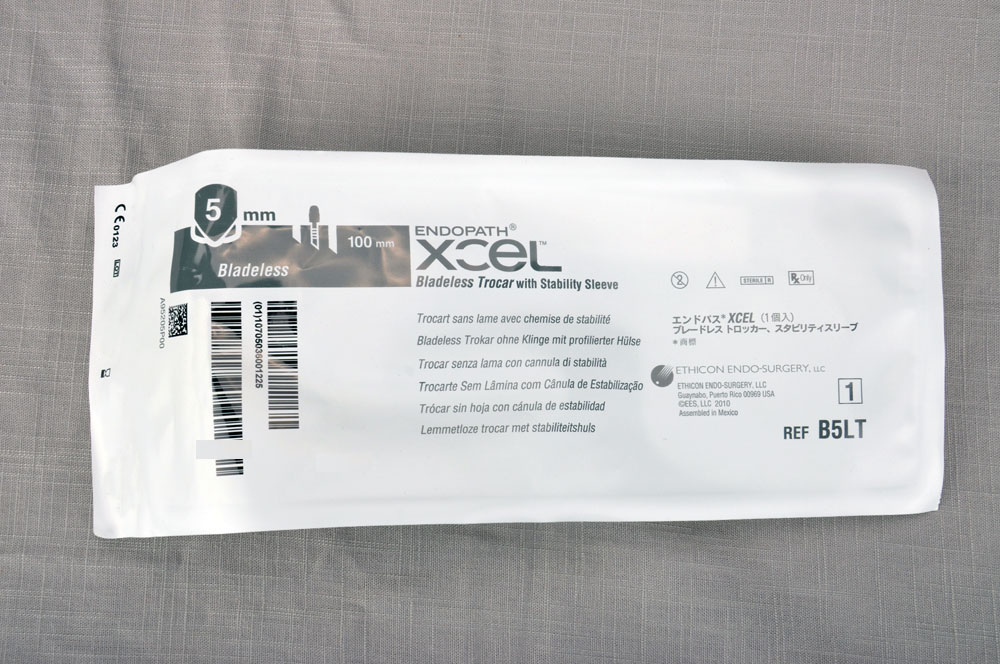 CE 0123
LOT
A95205P00
5 mm
100 mm
Bladeless
(01)10705036001225
ENDOPATH®
XCEL™
Bladeless Trocar with Stability Sleeve
Trocart sans lame avec chemise de stabilité
Bladeless Trokar ohne Klinge mit profilierter Hülse
Trocar senza lama con cannula di stabilità
Trocarte Sem Lâmina com Cânula de Estabilização
Trócar sin hoja con cánula de estabilidad
Lemmetloze trocar met stabiliteitshuls
2
STERILE R
Rx Only
エンドパス* XCEL (1個入)
ブレードレス トロッカー、スタビリティスリーブ
*商標
ETHICON ENDO-SURGERY, LLC
ETHICON ENDO-SURGERY, LLC
Guaynabo, Puerto Rico 00969 USA
©EES, LLC 2010
Assembled in Mexico
1
REF B5LT